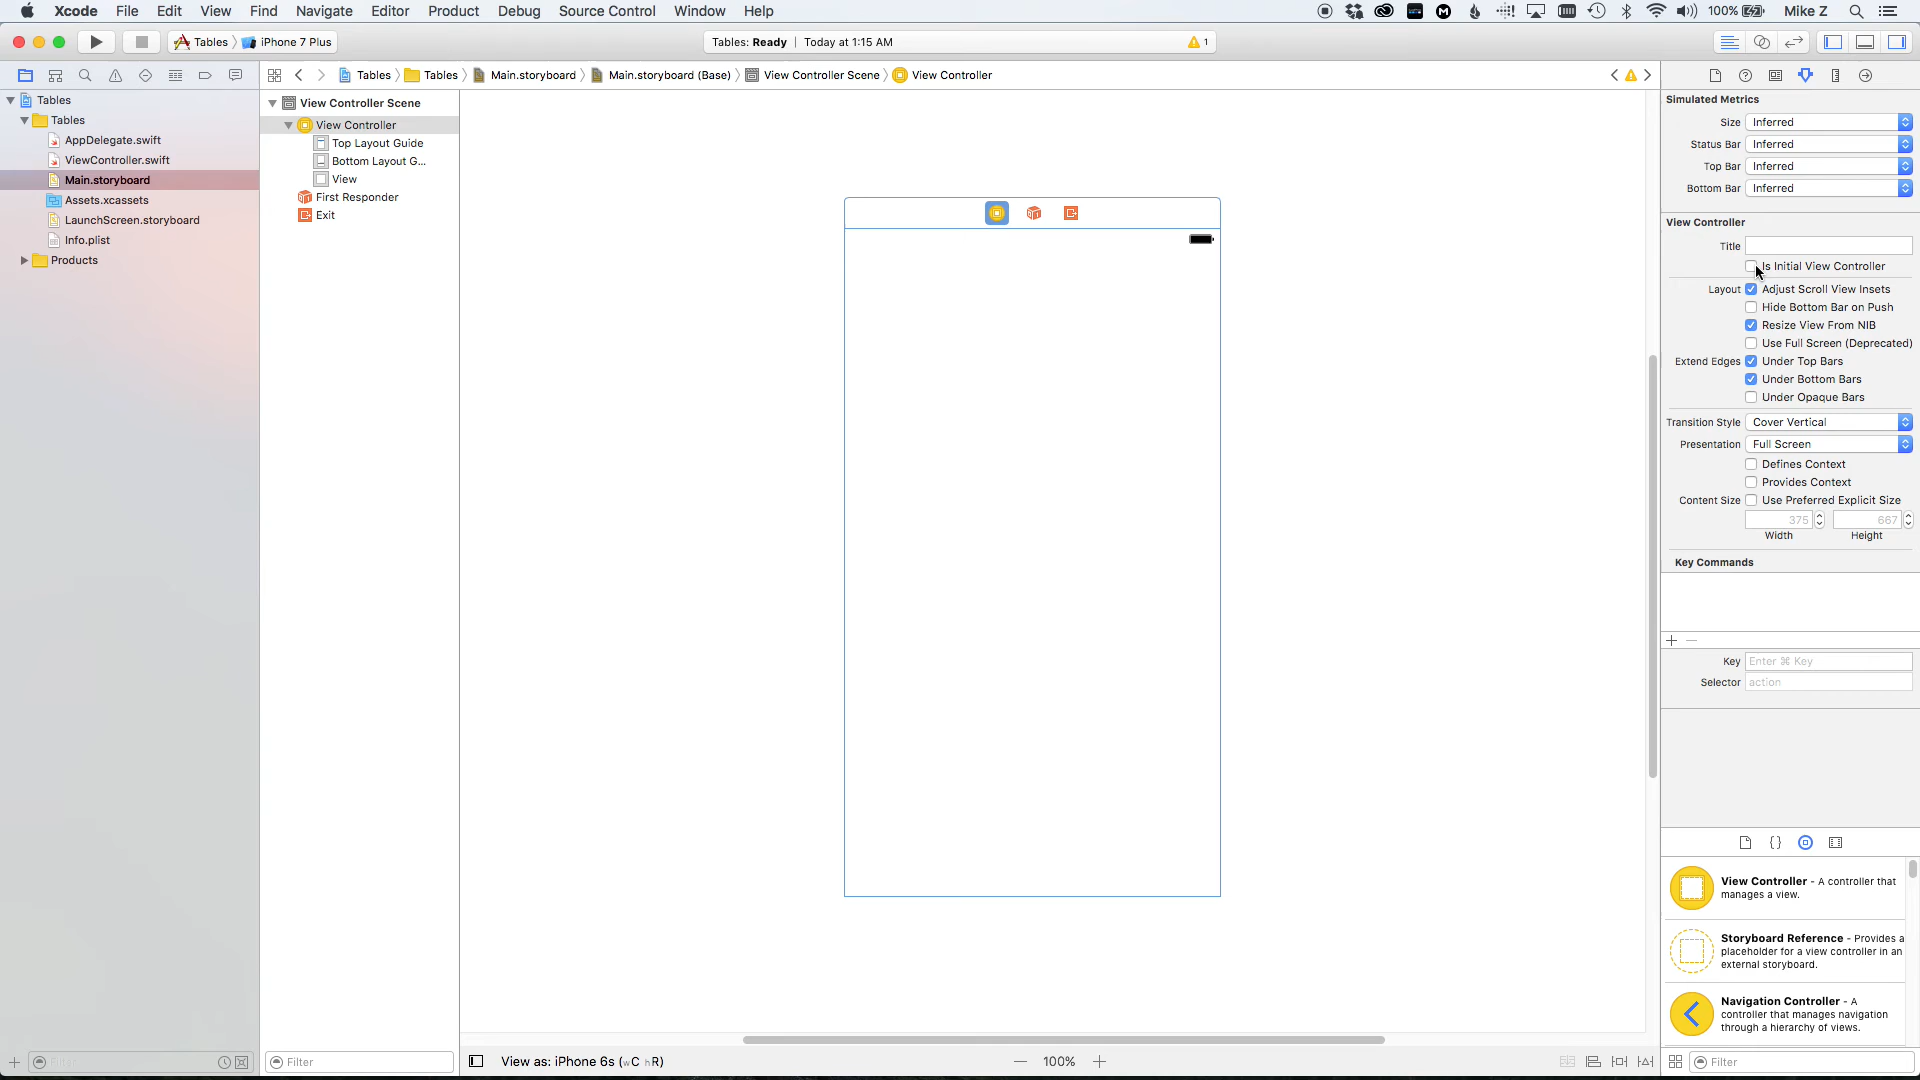 Xcode File Edit View Find Navigate Editor Product Debug Source Control Window Help 100% Mike Z
Tables iPhone 7 Plus Tables: Ready | Today at 1:15 AM 1
Tables Tables Main.storyboard Main.storyboard (Base) View Controller Scene View Controller
Tables
Tables
AppDelegate.swift
ViewController.swift
Main.storyboard
Assets.xcassets
LaunchScreen.storyboard
Info.plist
Products
View Controller Scene
View Controller
Top Layout Guide
Bottom Layout G...
View
First Responder
Exit
Simulated Metrics
Size Inferred
Status Bar Inferred
Top Bar Inferred
Bottom Bar Inferred
View Controller
Title
Is Initial View Controller
Layout Adjust Scroll View Insets
Hide Bottom Bar on Push
Resize View From NIB
Use Full Screen (Deprecated)
Extend Edges Under Top Bars
Under Bottom Bars
Under Opaque Bars
Transition Style Cover Vertical
Presentation Full Screen
Defines Context
Provides Context
Content Size Use Preferred Explicit Size
375 667
Width Height
Key Commands
Key Enter ⌘ Key
Selector action
View Controller - A controller that
manages a view.
Storyboard Reference - Provides a
placeholder for a view controller in an
external storyboard.
Navigation Controller - A
controller that manages navigation
through a hierarchy of views.
Filter Filter View as: iPhone 6s (wC hR) 100% Filter